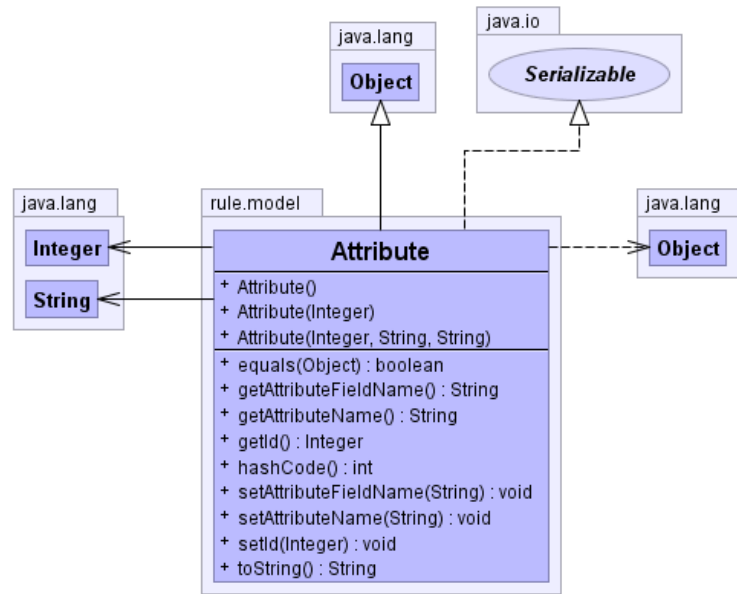 java.lang
Object
java.io
Serializable
java.lang
Integer
String
rule.model
Attribute
+ Attribute()
+ Attribute(Integer)
+ Attribute(Integer, String, String)
+ equals(Object) : boolean
+ getAttributeFieldName() : String
+ getAttributeName() : String
+ getId() : Integer
+ hashCode() : int
+ setAttributeFieldName(String) : void
+ setAttributeName(String) : void
+ setId(Integer) : void
+ toString() : String
java.lang
Object